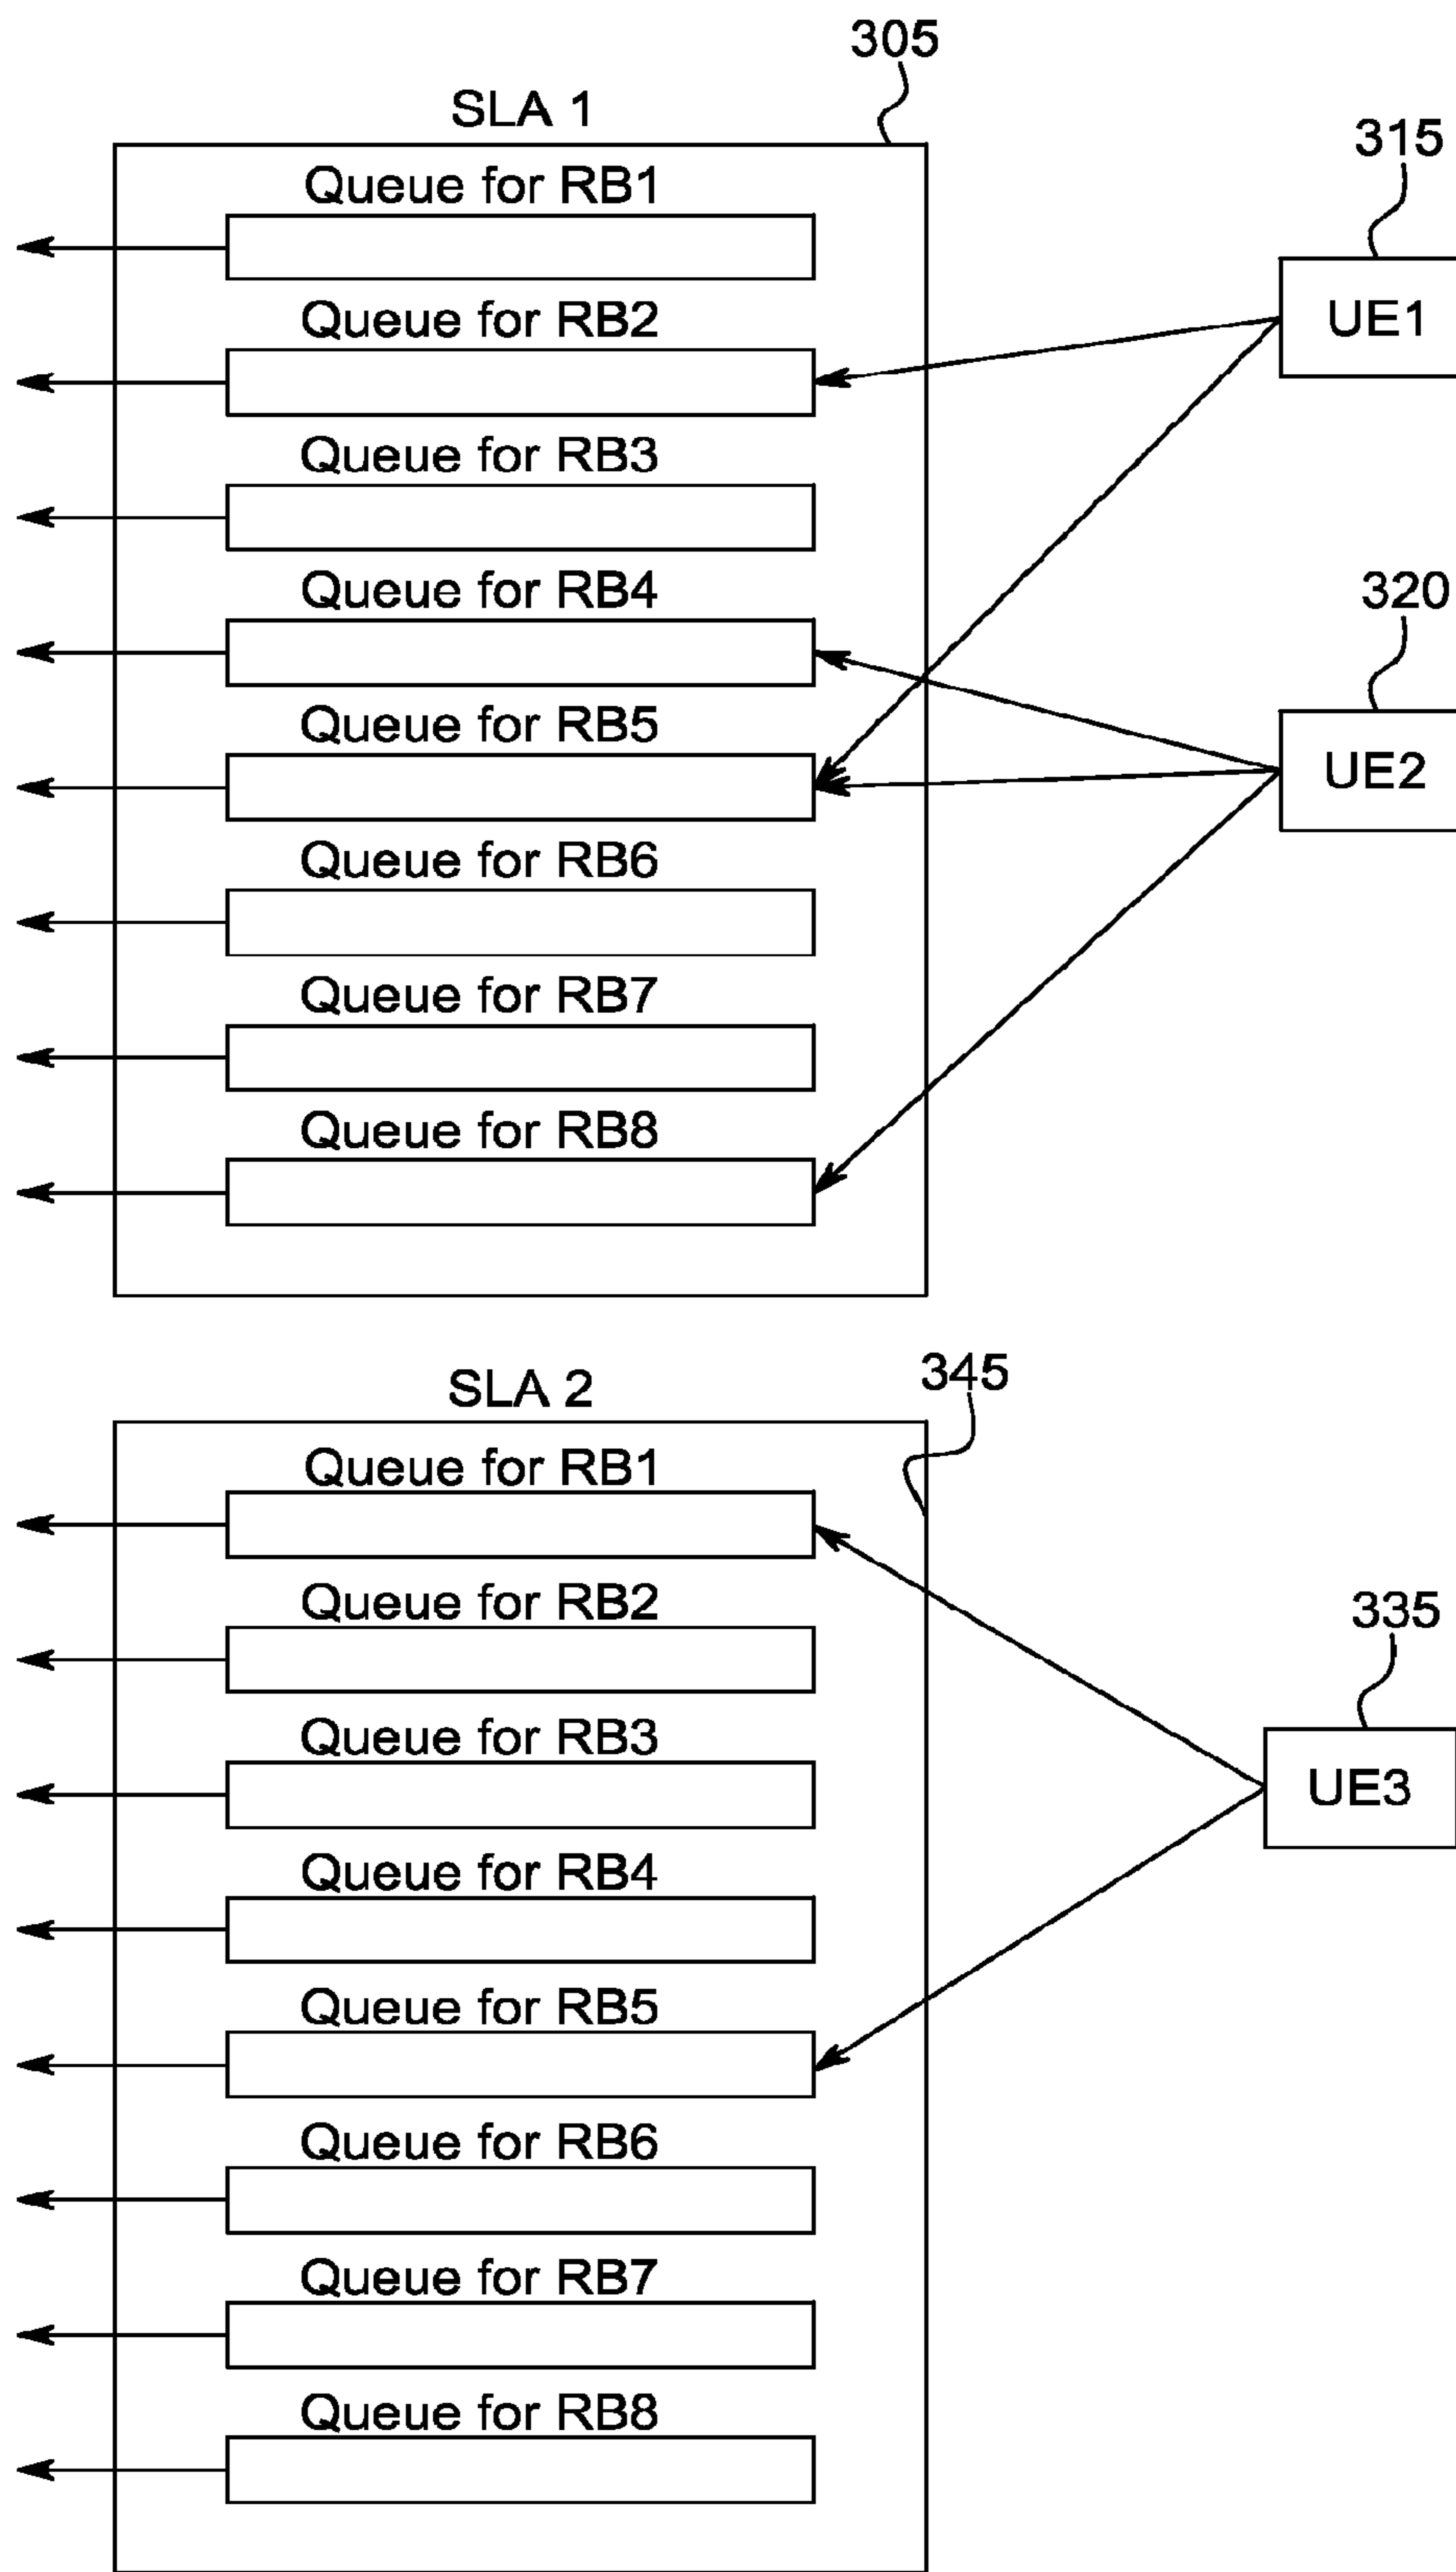 305
SLA 1
315
Queue for RB1
Queue for RB2
UE1
Queue for RB3
320
Queue for RB4
Queue for RB5
UE2
Queue for RB6
Queue for RB7
Queue for RB8
345
SLA 2
Queue for RB1
Queue for RB2
335
Queue for RB3
UE3
Queue for RB4
Queue for RB5
Queue for RB6
Queue for RB7
Queue for RB8